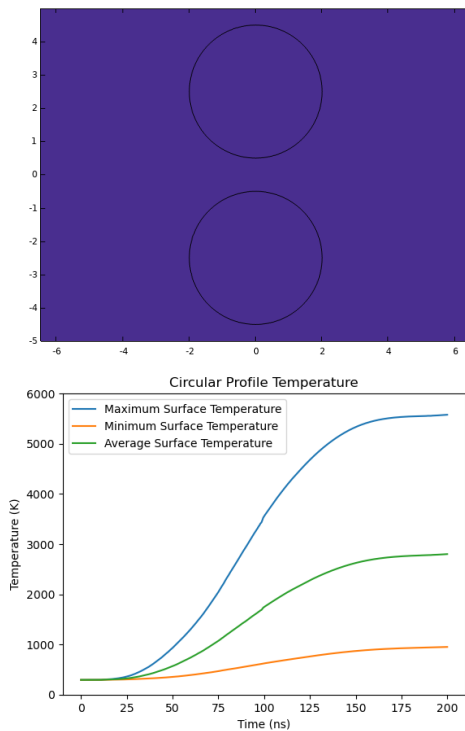 4
3
2
1
0
-1
-2
-3
-4
-5
-6 -4 -2 0 2 4 6
Circular Profile Temperature
6000
5000
4000
3000
2000
1000
0
Temperature (K)
Maximum Surface Temperature
Minimum Surface Temperature
Average Surface Temperature
0 25 50 75 100 125 150 175 200
Time (ns)